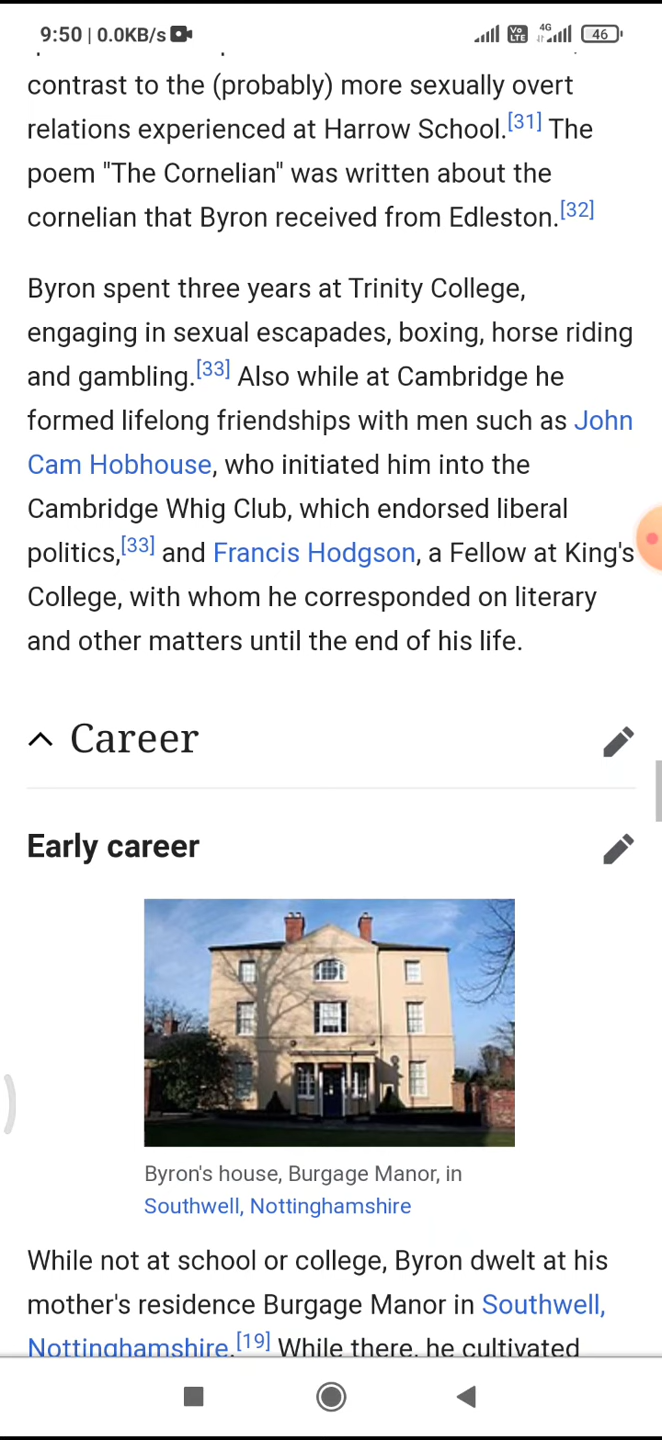 9:50 | 0.0KB/s
Vo LTE 4G 46
contrast to the (probably) more sexually overt
relations experienced at Harrow School.[31] The
poem "The Cornelian" was written about the
cornelian that Byron received from Edleston.[32]
Byron spent three years at Trinity College,
engaging in sexual escapades, boxing, horse riding
and gambling.[33] Also while at Cambridge he
formed lifelong friendships with men such as John
Cam Hobhouse, who initiated him into the
Cambridge Whig Club, which endorsed liberal
politics,[33] and Francis Hodgson, a Fellow at King's
College, with whom he corresponded on literary
and other matters until the end of his life.
Career
Early career
Byron's house, Burgage Manor, in
Southwell, Nottinghamshire
While not at school or college, Byron dwelt at his
mother's residence Burgage Manor in Southwell,
Nottinghamshire.[19] While there, he cultivated